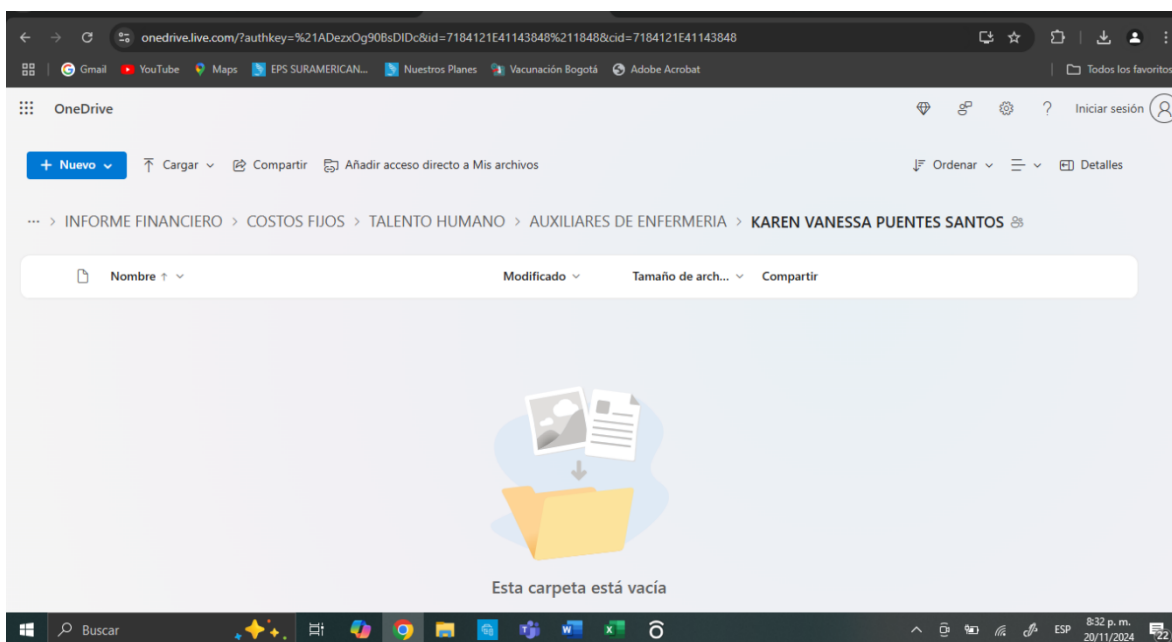 onedrive.live.com/?authkey=%21ADezxOg90BsDIDc&id=7184121E41143848%211848&cid=7184121E41143848
Gmail YouTube Maps EPS SURAMERICAN... Nuestros Planes Vacunación Bogotá Adobe Acrobat Todos los favoritos
OneDrive ? Iniciar sesión
+ Nuevo Cargar Compartir Añadir acceso directo a Mis archivos Ordenar Detalles
... > INFORME FINANCIERO > COSTOS FIJOS > TALENTO HUMANO > AUXILIARES DE ENFERMERIA > KAREN VANESSA PUENTES SANTOS
Nombre ↑ Modificado Tamaño de arch... Compartir
Esta carpeta está vacía
Buscar ESP 8:32 p. m.
20/11/2024